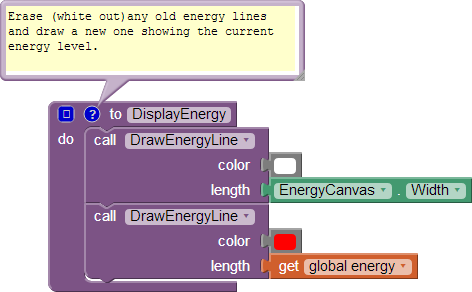 Erase (white out)any old energy lines
and draw a new one showing the current
energy level.
? to DisplayEnergy
do call DrawEnergyLine
color
length EnergyCanvas . Width
call DrawEnergyLine
color
length get global energy